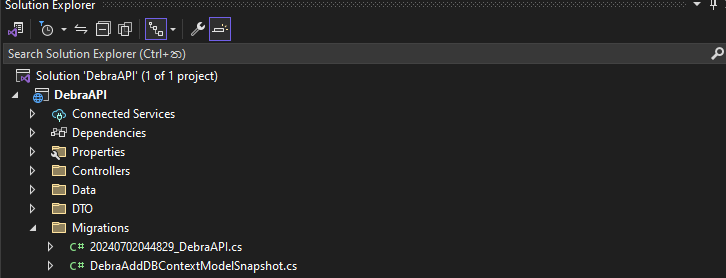 Solution Explorer
Search Solution Explorer (Ctrl+සා)
Solution 'DebraAPI' (1 of 1 project)
DebraAPI
Connected Services
Dependencies
Properties
Controllers
Data
DTO
Migrations
C# 20240702044829_DebraAPI.cs
C# DebraAddDBContextModelSnapshot.cs